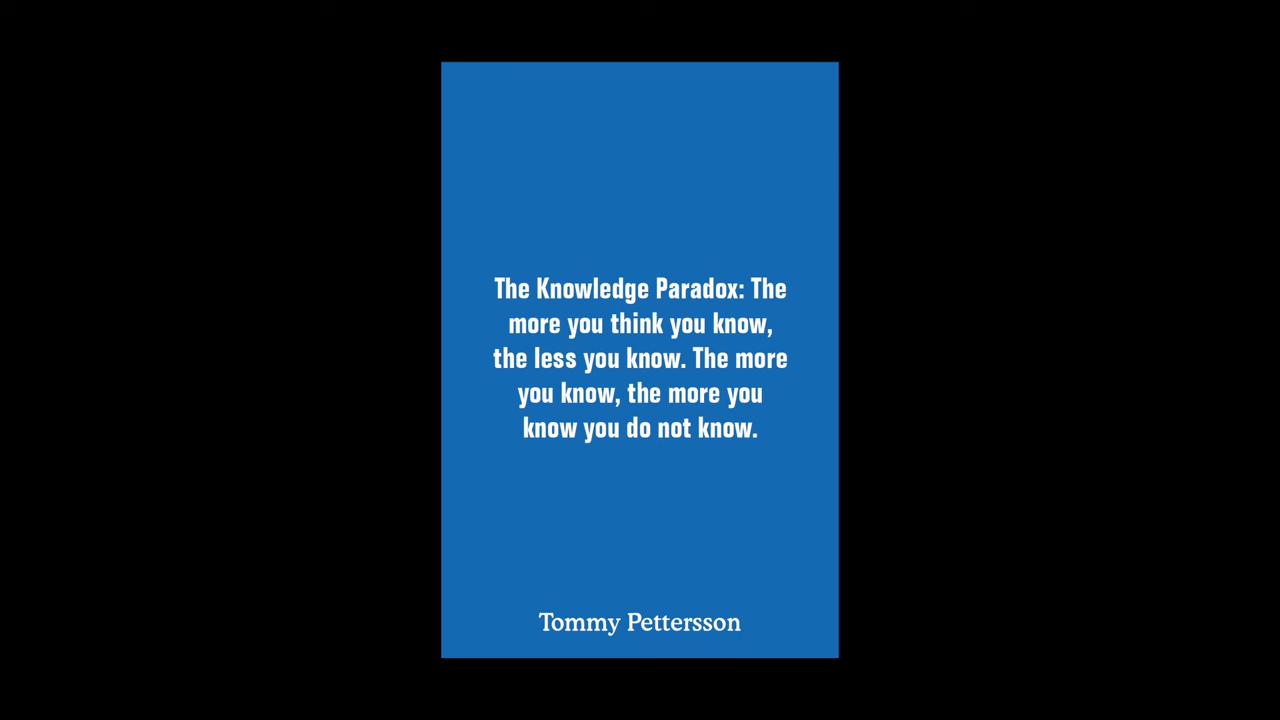 The Knowledge Paradox: The
more you think you know,
the less you know. The more
you know, the more you
know you do not know.
Tommy Pettersson